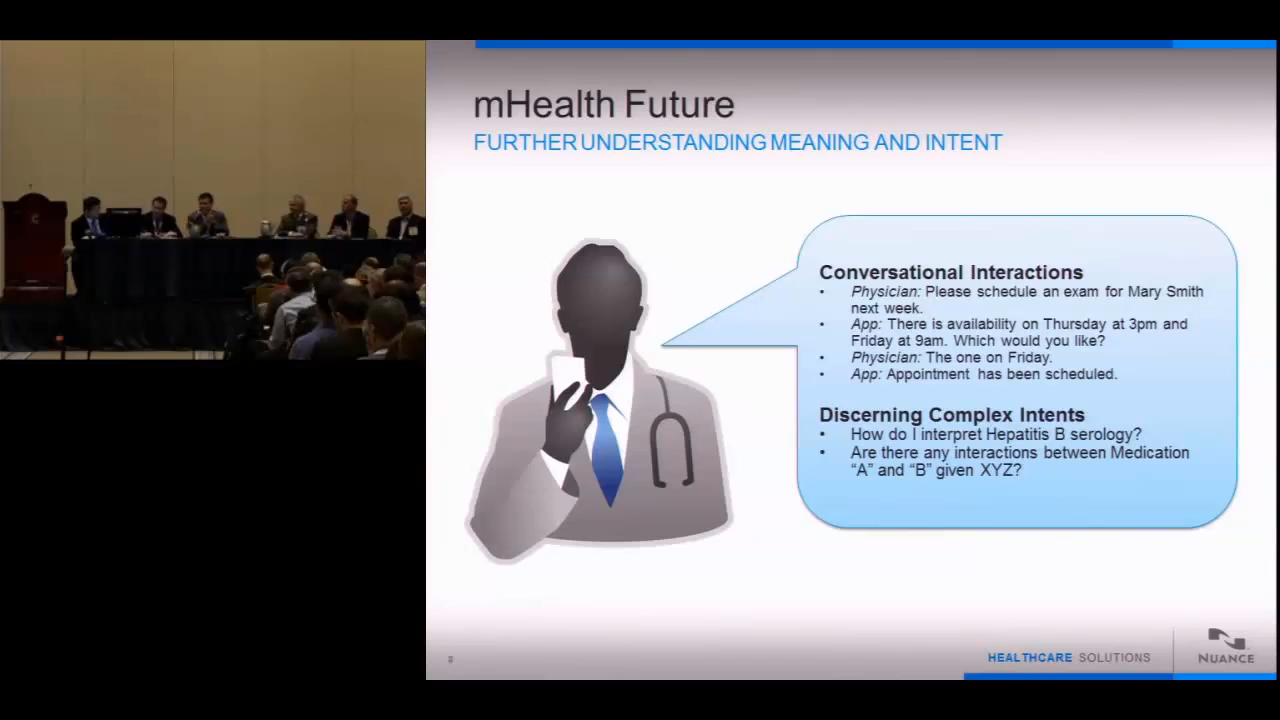 mHealth Future
FURTHER UNDERSTANDING MEANING AND INTENT
Conversational Interactions
• Physician: Please schedule an exam for Mary Smith
next week.
• App: There is availability on Thursday at 3pm and
Friday at 9am. Which would you like?
• Physician: The one on Friday.
• App: Appointment has been scheduled.
Discerning Complex Intents
• How do I interpret Hepatitis B serology?
• Are there any interactions between Medication
“A” and “B” given XYZ?
HEALTHCARE SOLUTIONS
NUANCE